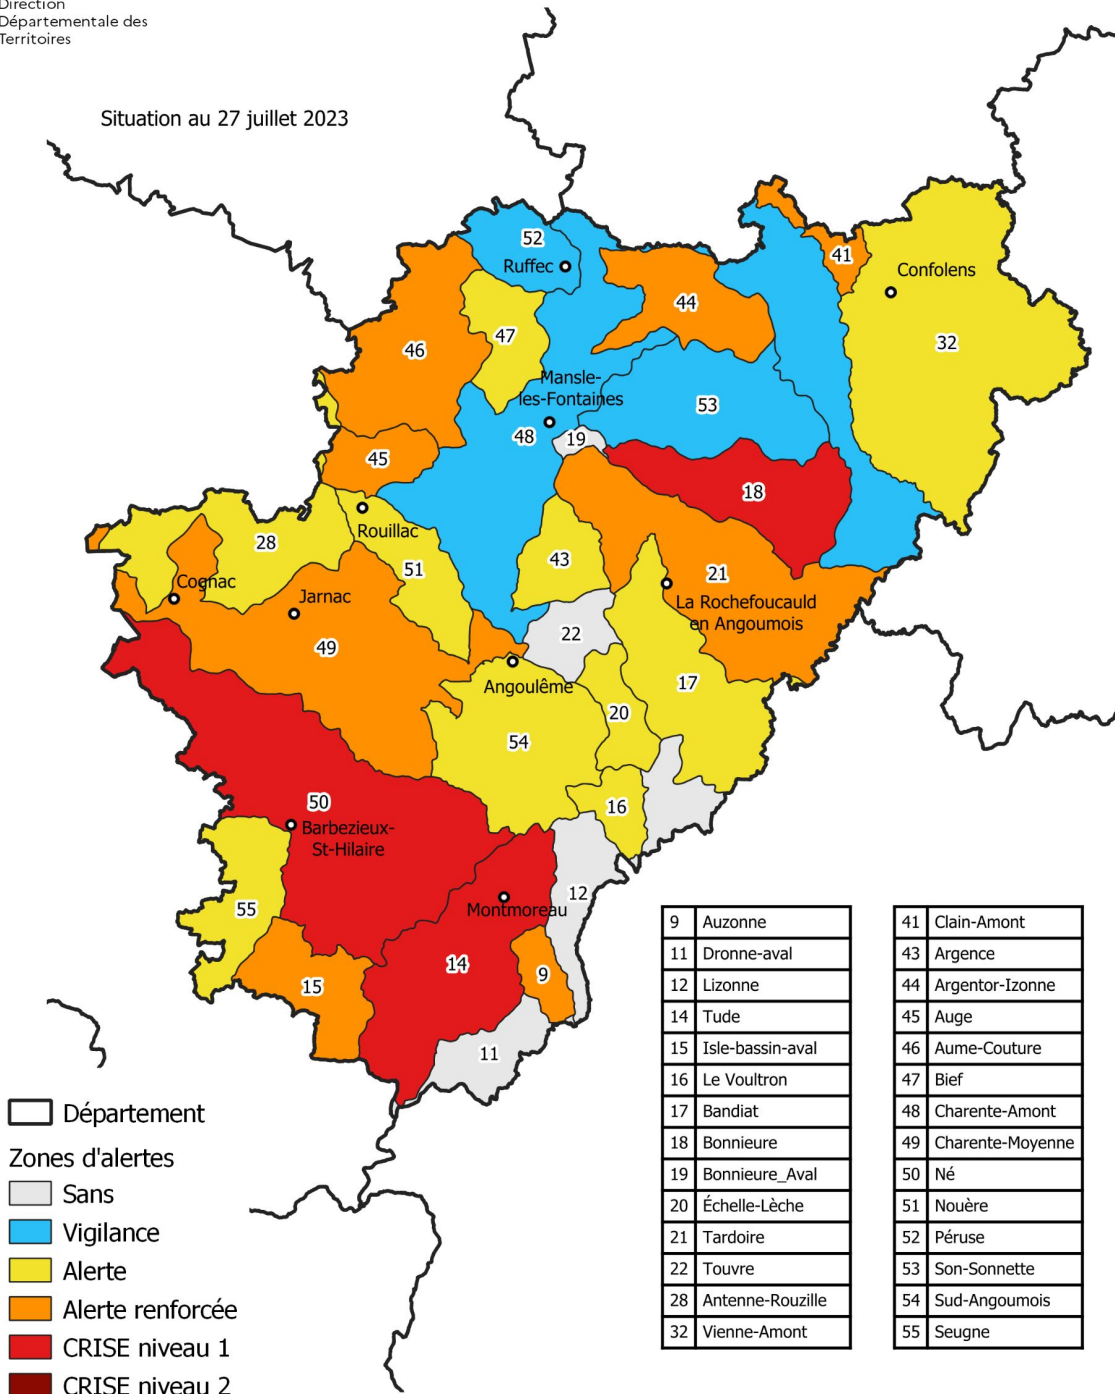 Direction
Départementale des
Territoires
Situation au 27 juillet 2023
52
Ruffec
41
Confolens
44
47
46
32
Mansle-
les-Fontaines
53
48
19
45
18
Rouillac
28
43
51
21
Cognac
Jarnac
La Rochefoucauld
en Angoumois
22
49
Angoulême
17
20
54
50
16
Barbezieux-
St-Hilaire
12
55
Montmoreau
14
9
15
11
9 Auzonne
11 Dronne-aval
12 Lizonne
14 Tude
15 Isle-bassin-aval
16 Le Voultron
17 Bandiat
18 Bonnieure
19 Bonnieure_Aval
20 Échelle-Lèche
21 Tardoire
22 Touvre
28 Antenne-Rouzille
32 Vienne-Amont
41 Clain-Amont
43 Argence
44 Argentor-Izonne
45 Auge
46 Aume-Couture
47 Bief
48 Charente-Amont
49 Charente-Moyenne
50 Né
51 Nouère
52 Péruse
53 Son-Sonnette
54 Sud-Angoumois
55 Seugne
Département
Zones d'alertes
Sans
Vigilance
Alerte
Alerte renforcée
CRISE niveau 1
CRISE niveau 2